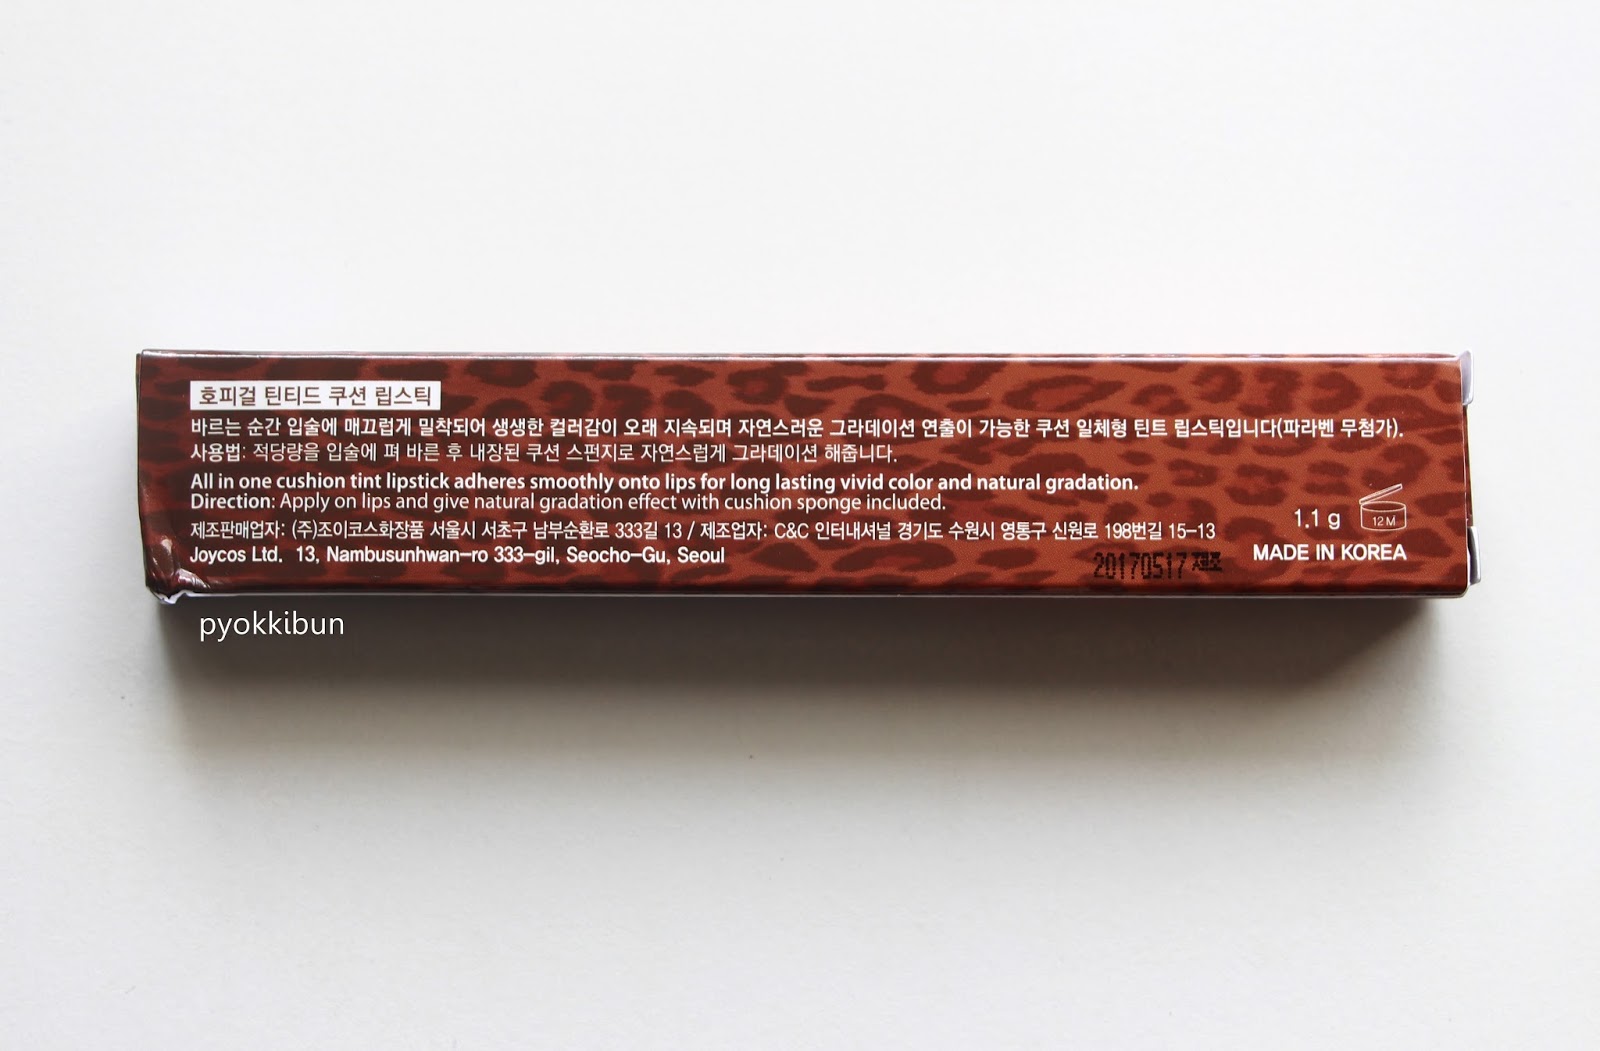 호피걸 틴티드 쿠션 립스틱
바르는 순간 입술에 매끄럽게 밀착되어 생생한 컬러감이 오래 지속되며 자연스러운 그라데이션 연출이 가능한 쿠션 일체형 틴트 립스틱입니다(파라벤 무첨가).
사용법: 적당량을 입술에 펴 바른 후 내장된 쿠션 스펀지로 자연스럽게 그라데이션 해줍니다.
All in one cushion tint lipstick adheres smoothly onto lips for long lasting vivid color and natural gradation.
Direction: Apply on lips and give natural gradation effect with cushion sponge included.
제조판매업자: (주)조이코스화장품 서울시 서초구 남부순환로 333길 13 / 제조업자: C&C 인터내셔널 경기도 수원시 영통구 신원로 198번길 15-13
Joycos Ltd. 13, Nambusunhwan-ro 333-gil, Seocho-Gu, Seoul
1.1 g
12 M
20170517 제조
MADE IN KOREA
pyokkibun